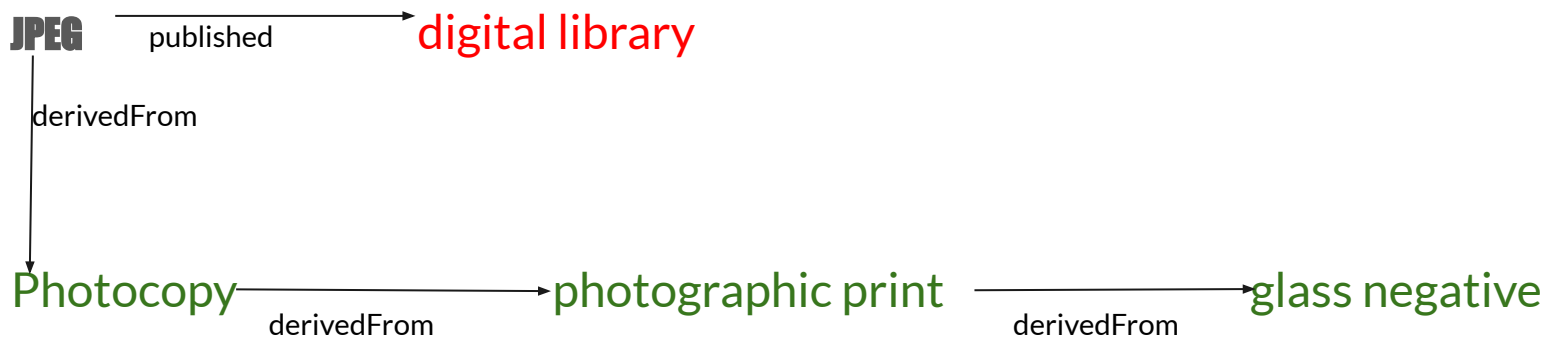 JPEG
published
digital library
derivedFrom
Photocopy
derivedFrom
photographic print
derivedFrom
glass negative